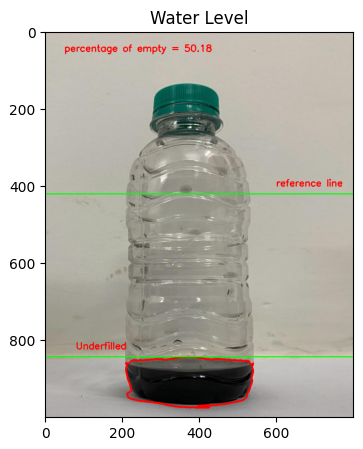 Water Level
percentage of empty = 50.18
reference line
Underfilled
0
200
400
600
800
0 200 400 600